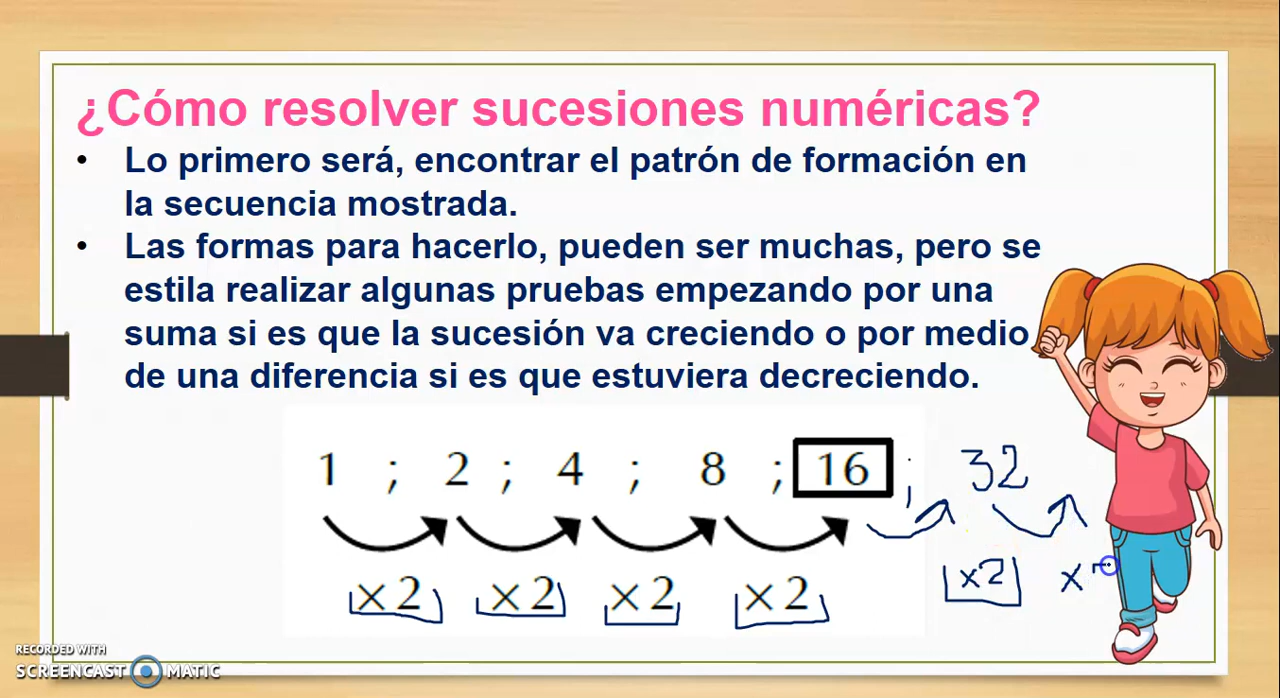 ¿Cómo resolver sucesiones numéricas?
• Lo primero será, encontrar el patrón de formación en
la secuencia mostrada.
• Las formas para hacerlo, pueden ser muchas, pero se
estila realizar algunas pruebas empezando por una
suma si es que la sucesión va creciendo o por medio
de una diferencia si es que estuviera decreciendo.
1 ; 2 ; 4 ; 8 ; 16 ; 32
×2 ×2 ×2 ×2 ×2 ×
RECORDED WITH
SCREENCAST MATIC